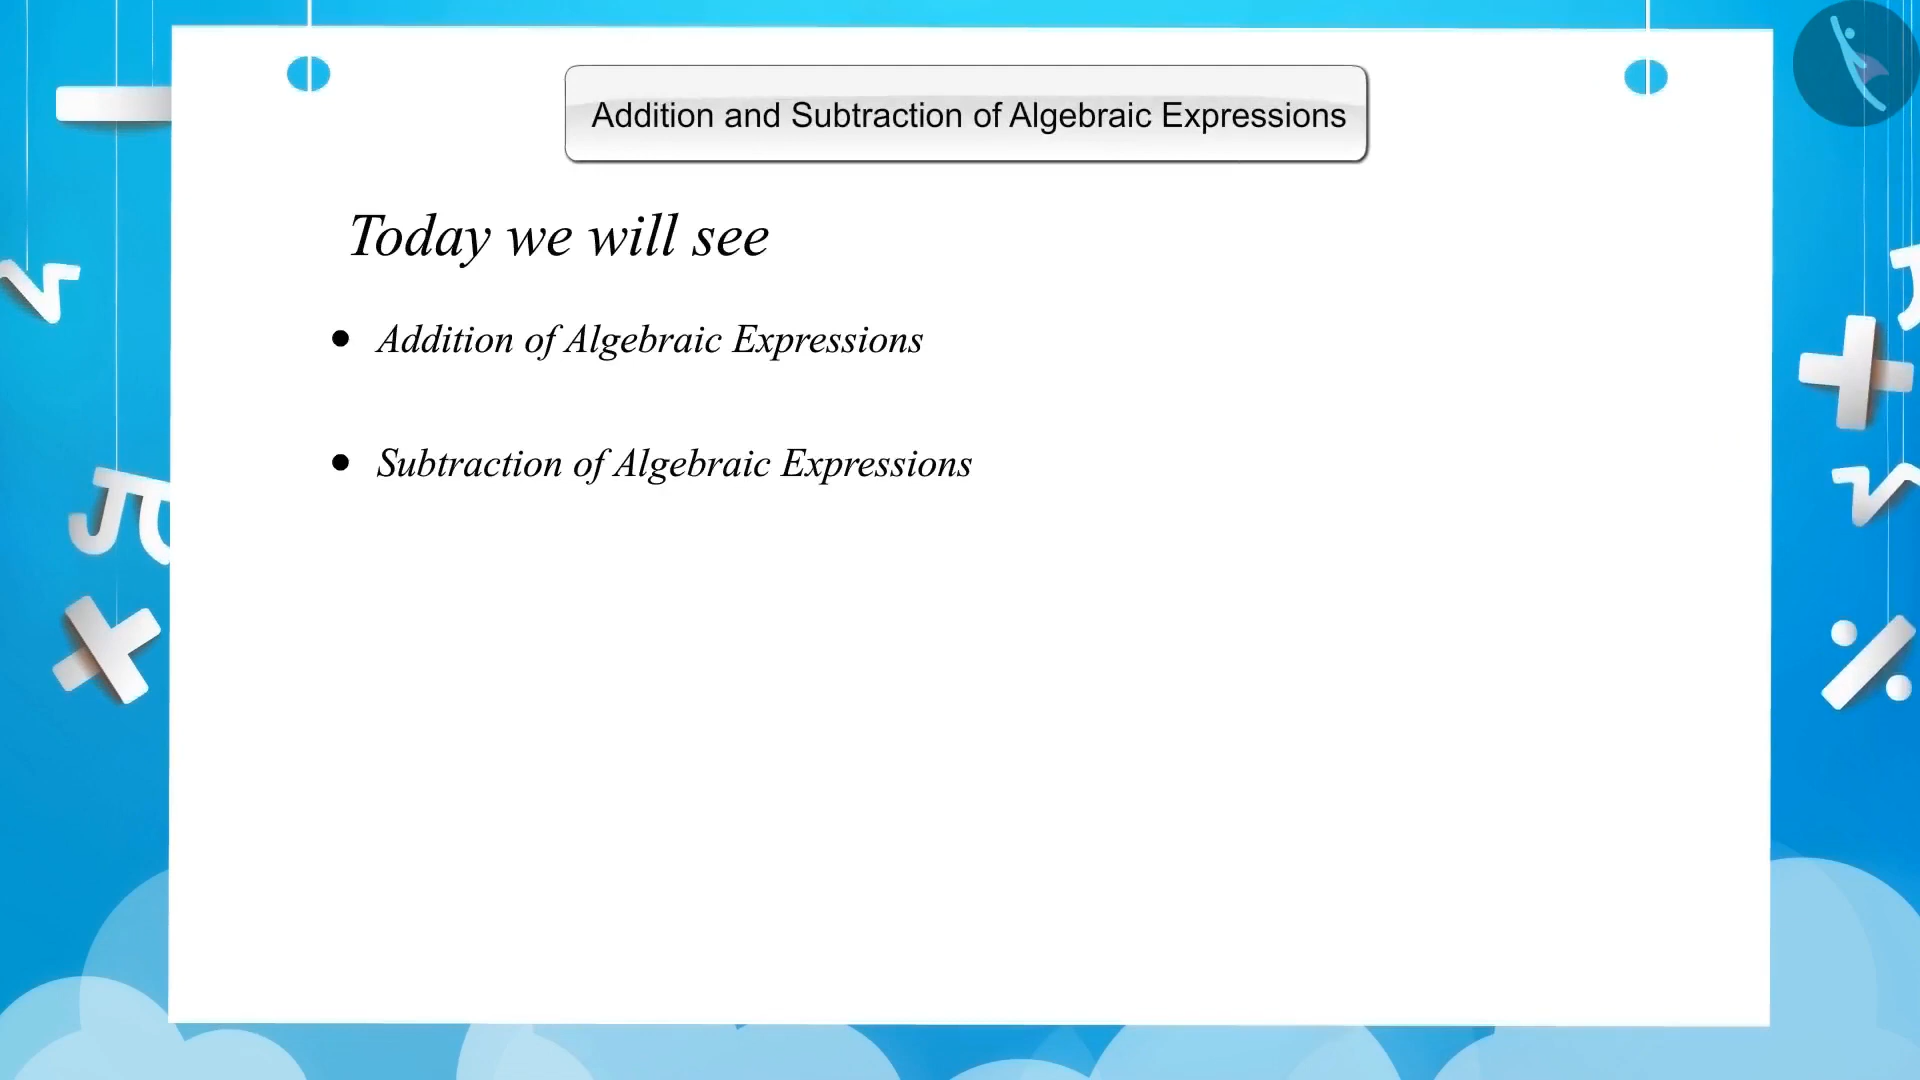 Addition and Subtraction of Algebraic Expressions
Today we will see
• Addition of Algebraic Expressions
• Subtraction of Algebraic Expressions